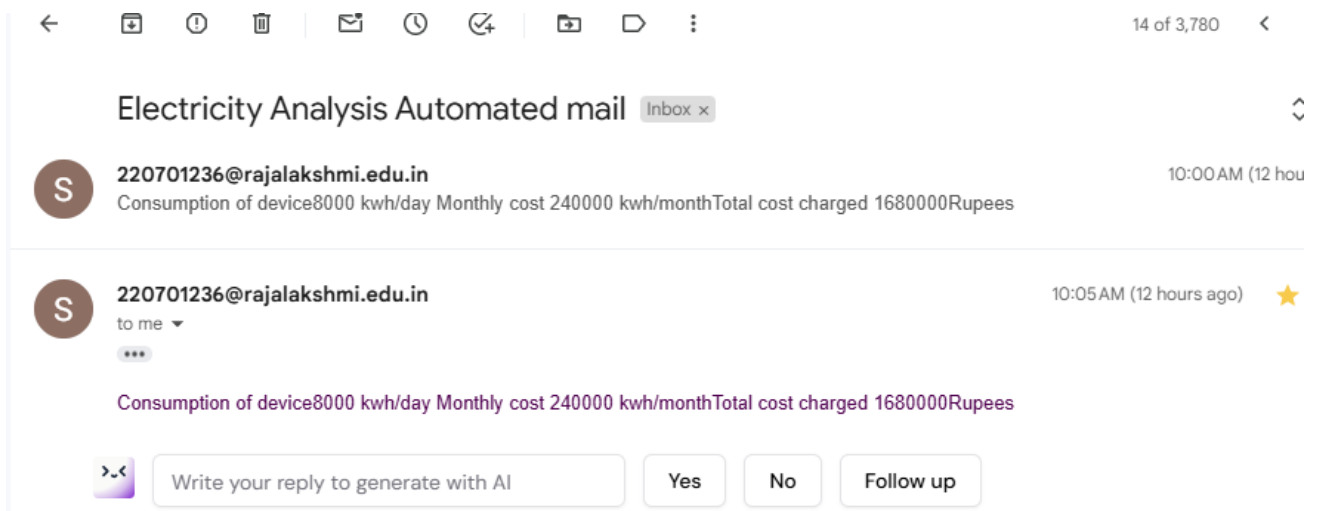 14 of 3,780
Electricity Analysis Automated mail Inbox ×
S
220701236@rajalakshmi.edu.in 10:00 AM (12 hou
Consumption of device8000 kwh/day Monthly cost 240000 kwh/monthTotal cost charged 1680000Rupees
S
220701236@rajalakshmi.edu.in 10:05 AM (12 hours ago)
to me
Consumption of device8000 kwh/day Monthly cost 240000 kwh/monthTotal cost charged 1680000Rupees
Write your reply to generate with AI Yes No Follow up